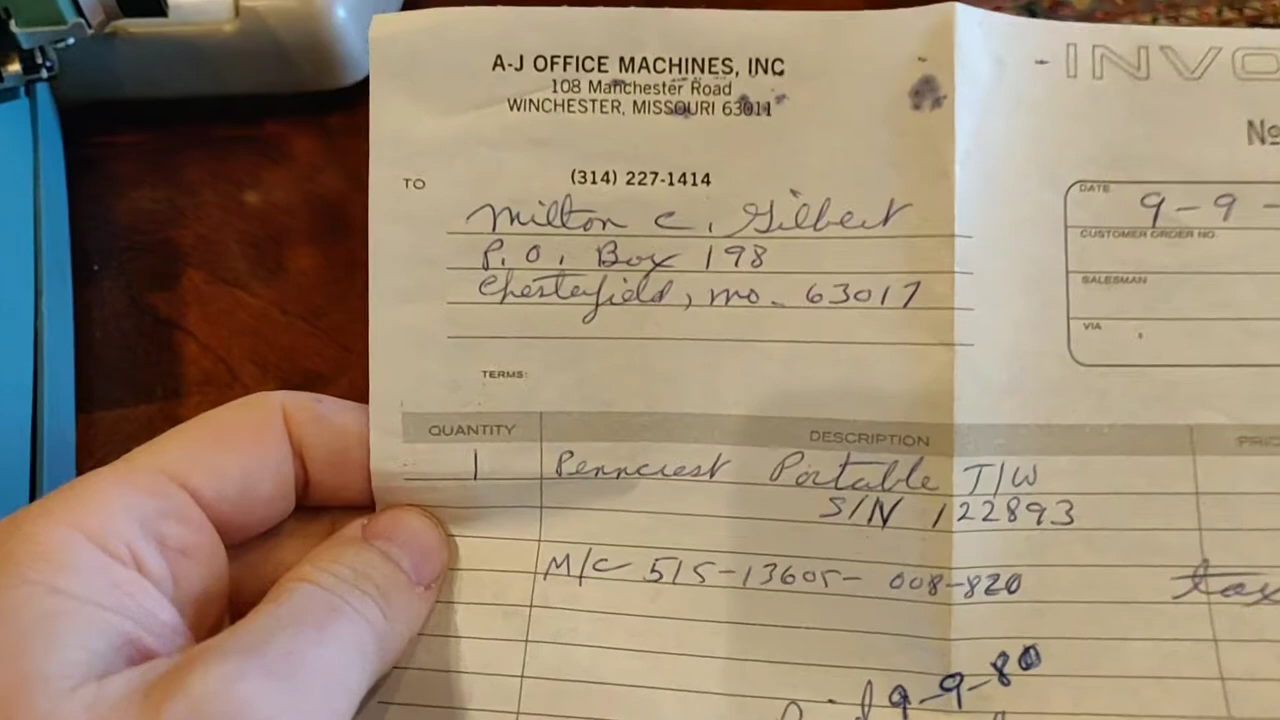 A-J OFFICE MACHINES, INC
108 Manchester Road
WINCHESTER, MISSOURI 63011
INVO
No
(314) 227-1414
TO
Milton C. Gilbert
P.O. Box 198
Chesterfield, Mo. 63017
DATE
9-9-
CUSTOMER ORDER NO.
SALESMAN
VIA
TERMS:
QUANTITY DESCRIPTION PRIC
1 Penncrest Portable T/W
S/N 122893
M/C 515-13605-008-820 tax
9-9-80